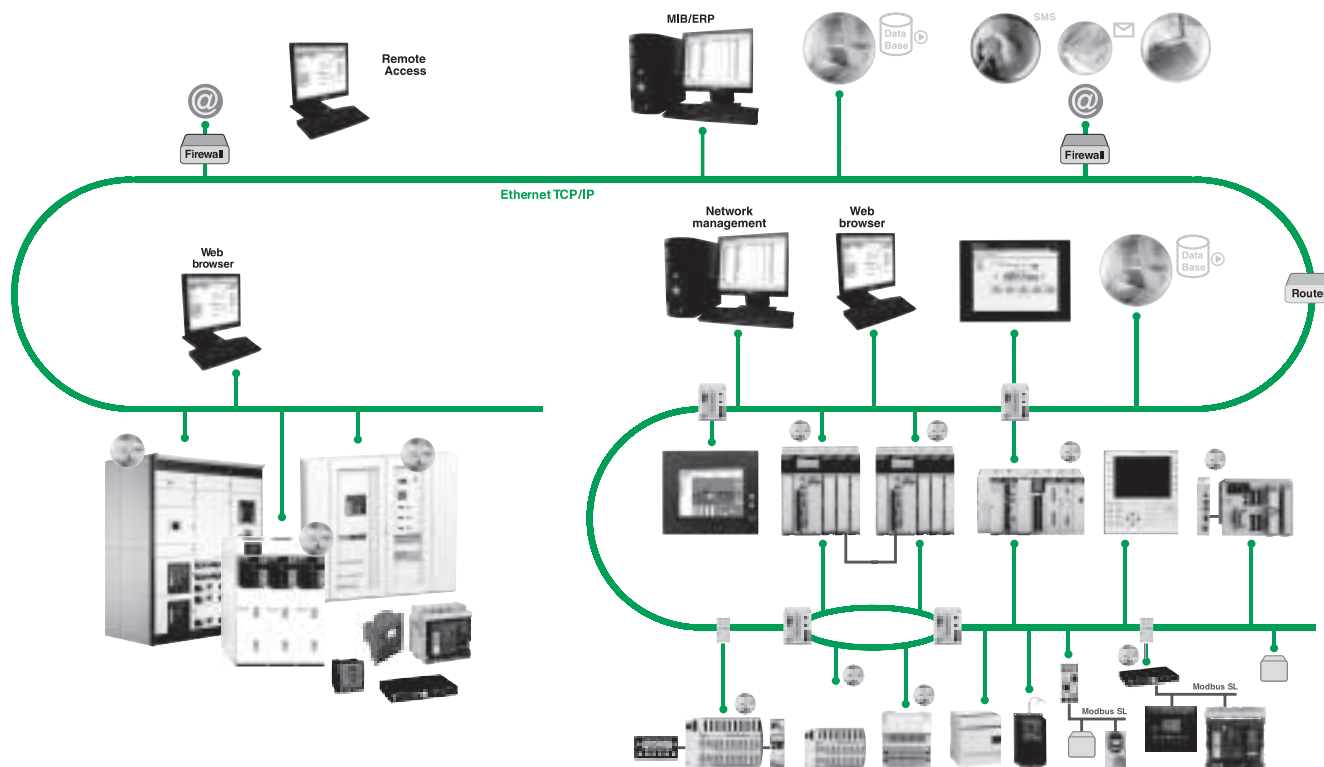 MIB/ERP
Data
Base
SMS
Remote
Access
@
@
Firewall
Firewall
Ethernet TCP/IP
Network
management
Web
browser
Web
browser
Data
Base
Router
Modbus SL
Modbus SL